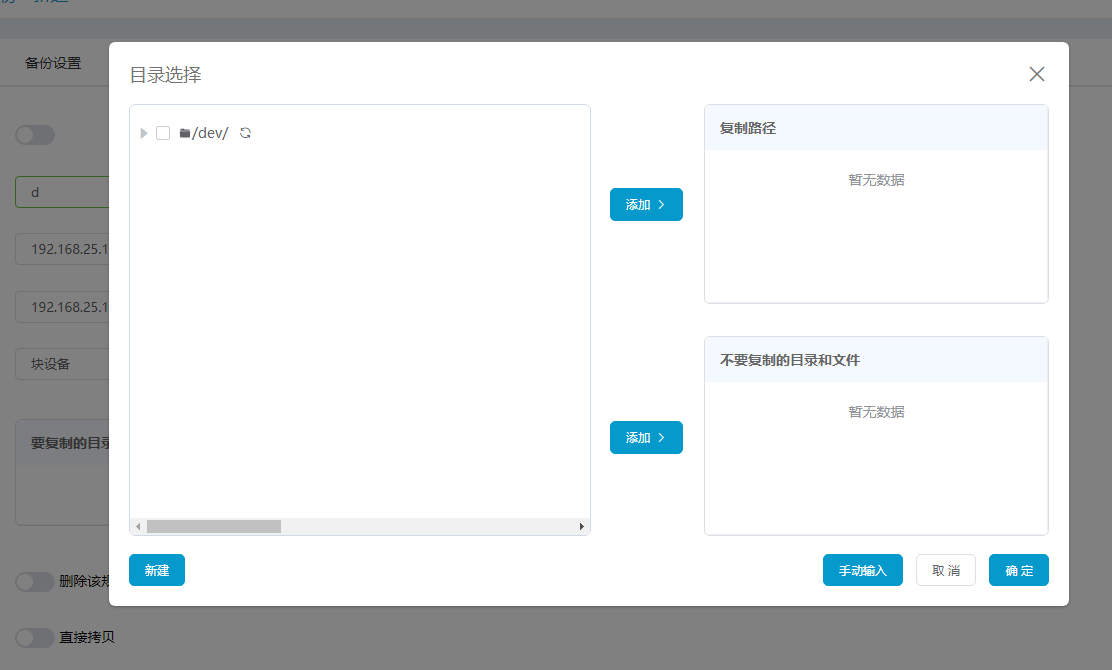 备份设置
目录选择
/dev/
复制路径
暂无数据
添加
d
192.168.25.1
192.168.25.1
块设备
不要复制的目录和文件
暂无数据
添加
要复制的目录
新建
手动输入
取 消
确 定
删除该规
直接拷贝